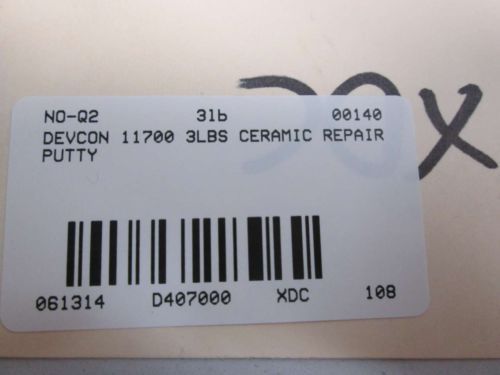 NO-Q2 3lb 00140
DEVCON 11700 3LBS CERAMIC REPAIR
PUTTY
061314 D407000 XDC 108